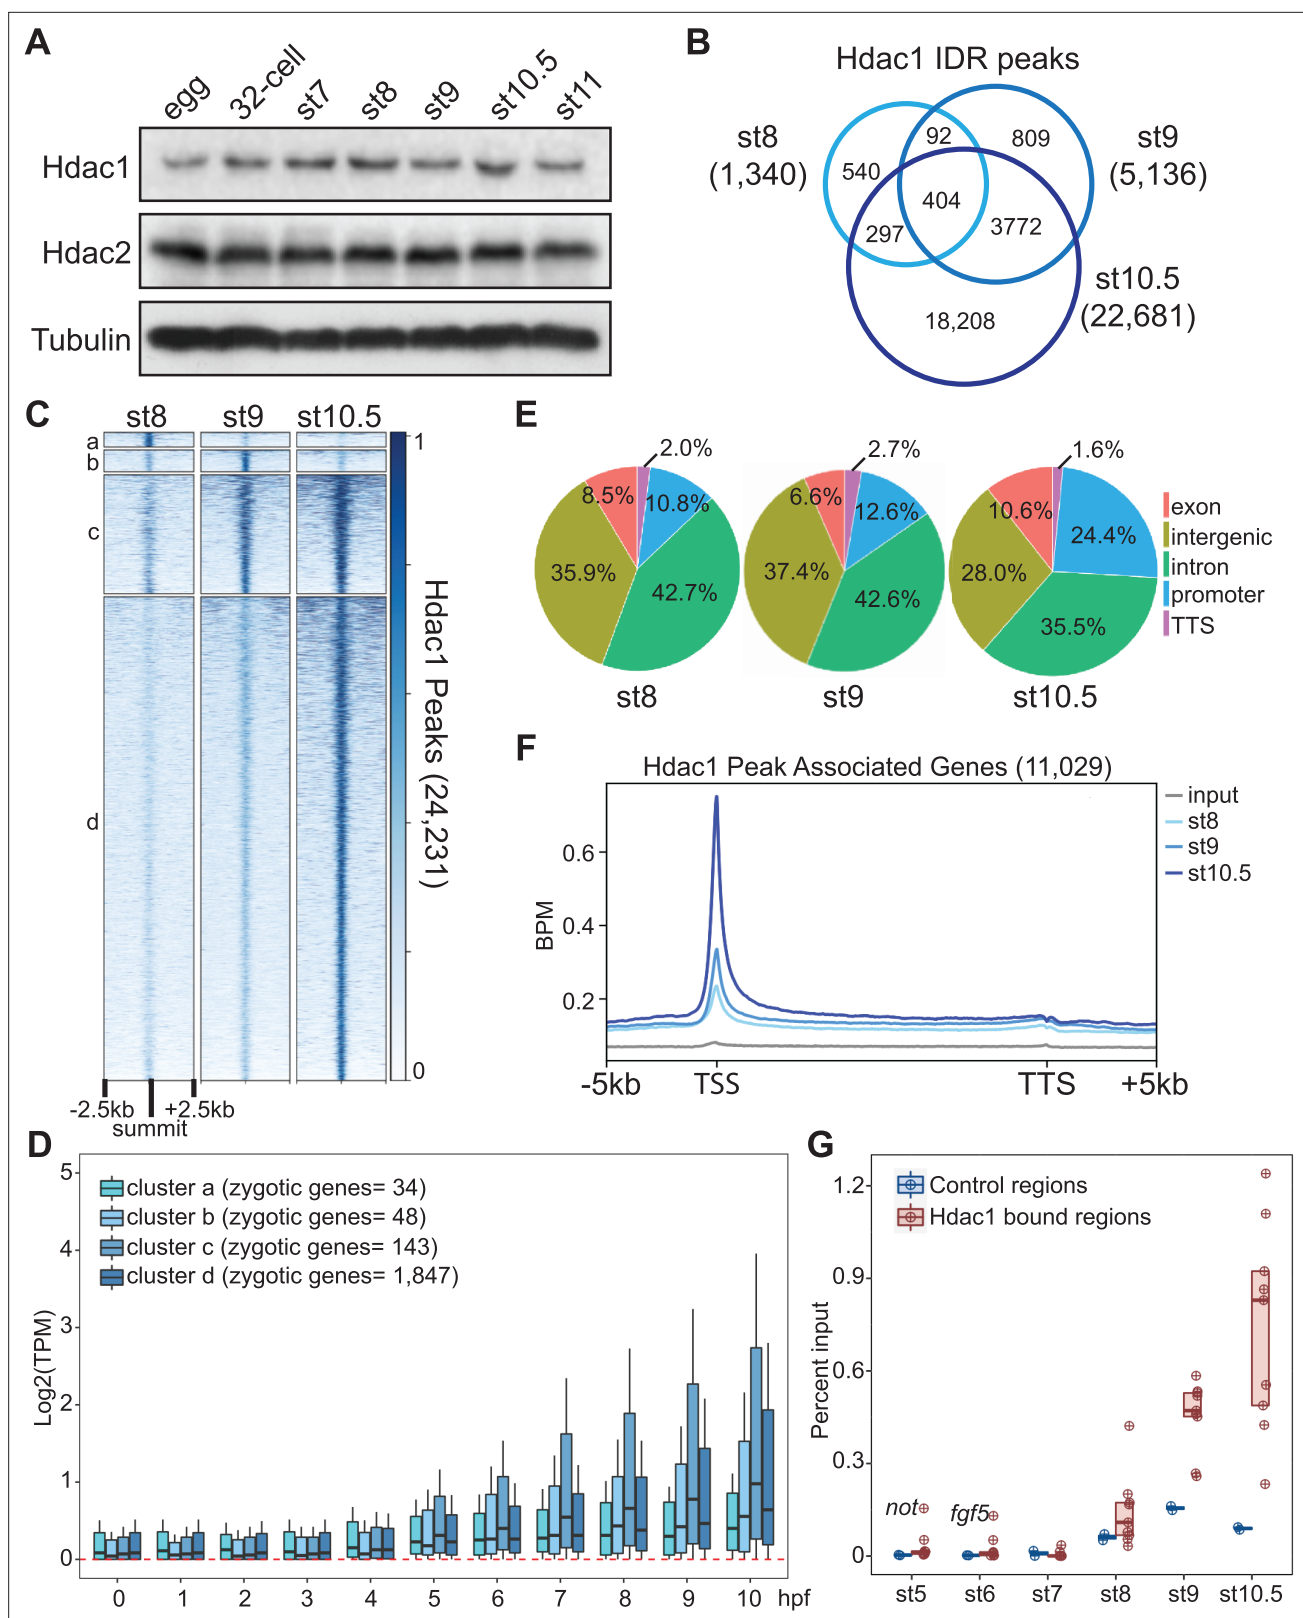 A
egg
32-cell
st7
st8
st9
st10.5
st11
Hdac1
Hdac2
Tubulin
B
Hdac1 IDR peaks
st8
(1,340)
st9
(5,136)
st10.5
(22,681)
92
809
540
404
297
3772
18,208
C
st8
st9
st10.5
a
b
c
d
1
0
Hdac1 Peaks (24,231)
-2.5kb
+2.5kb
summit
E
2.0%
8.5%
10.8%
35.9%
42.7%
st8
2.7%
6.6%
12.6%
37.4%
42.6%
st9
1.6%
10.6%
24.4%
28.0%
35.5%
st10.5
exon
intergenic
intron
promoter
TTS
F
Hdac1 Peak Associated Genes (11,029)
input
st8
st9
st10.5
BPM
0.6
0.4
0.2
-5kb
TSS
TTS
+5kb
D
cluster a (zygotic genes= 34)
cluster b (zygotic genes= 48)
cluster c (zygotic genes= 143)
cluster d (zygotic genes= 1,847)
Log2(TPM)
5
4
3
2
1
0
0 1 2 3 4 5 6 7 8 9 10 hpf
G
Control regions
Hdac1 bound regions
Percent input
1.2
0.9
0.6
0.3
0
not
fgf5
st5 st6 st7 st8 st9 st10.5